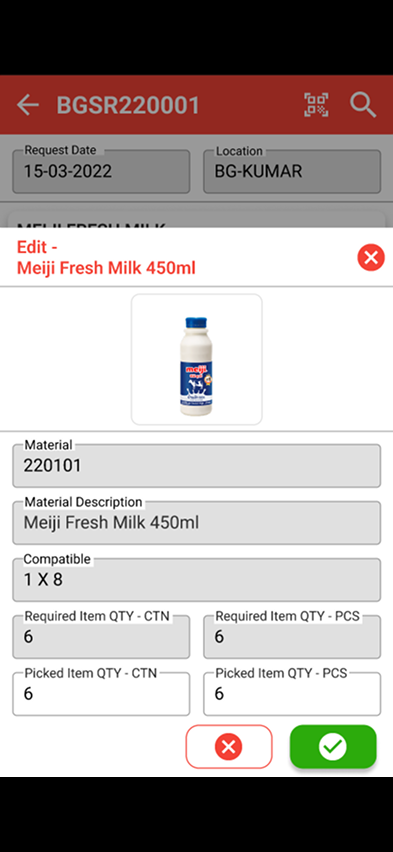 BGSR220001
Request Date
15-03-2022
Location
BG-KUMAR
MEIJI FRESH MILK
Edit -
Meiji Fresh Milk 450ml
meiji
Material
220101
Material Description
Meiji Fresh Milk 450ml
Compatible
1 X 8
Required Item QTY - CTN
6
Required Item QTY - PCS
6
Picked Item QTY - CTN
6
Picked Item QTY - PCS
6